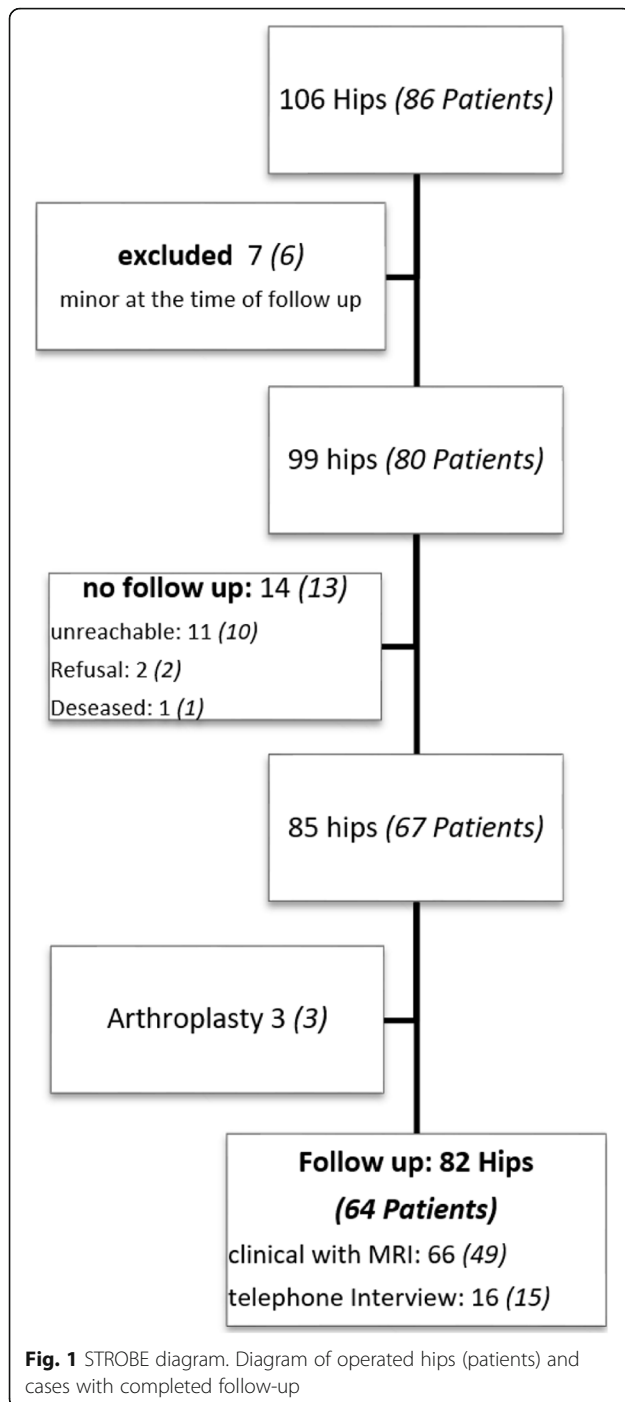 106 Hips (86 Patients)
excluded 7 (6)
minor at the time of follow up
99 hips (80 Patients)
no follow up: 14 (13)
unreachable: 11 (10)
Refusal: 2 (2)
Deseased: 1 (1)
85 hips (67 Patients)
Arthroplasty 3 (3)
Follow up: 82 Hips
(64 Patients)
clinical with MRI: 66 (49)
telephone Interview: 16 (15)
Fig. 1 STROBE diagram. Diagram of operated hips (patients) and
cases with completed follow-up